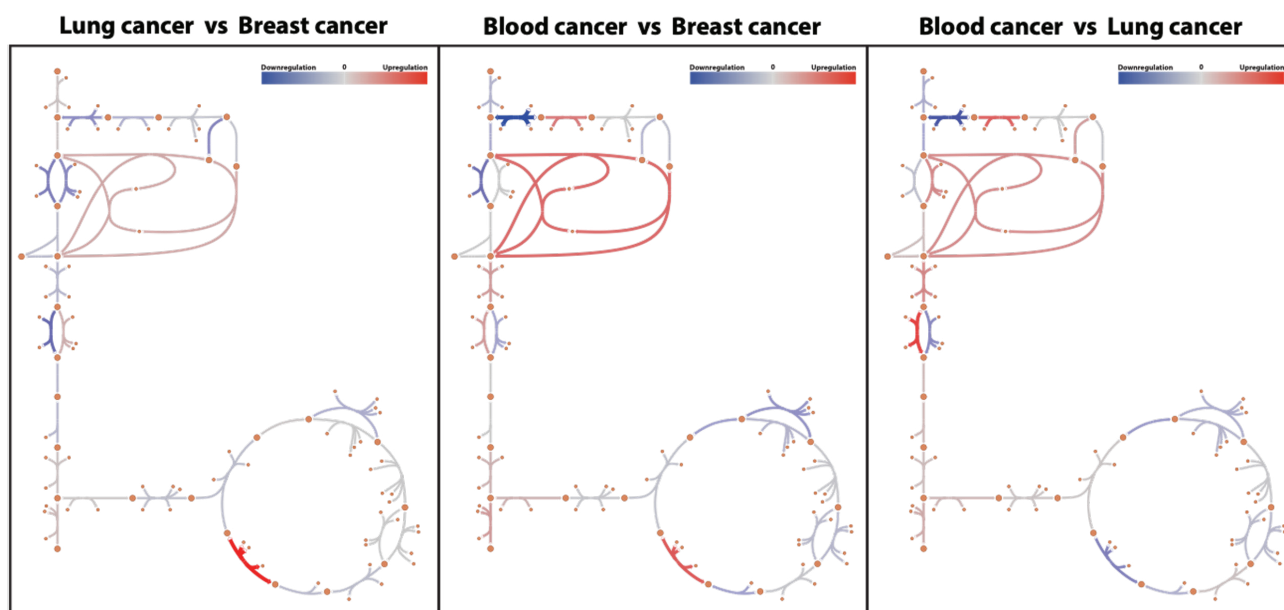 Lung cancer vs Breast cancer
Blood cancer vs Breast cancer
Blood cancer vs Lung cancer
Downregulation 0 Upregulation
Downregulation 0 Upregulation
Downregulation 0 Upregulation